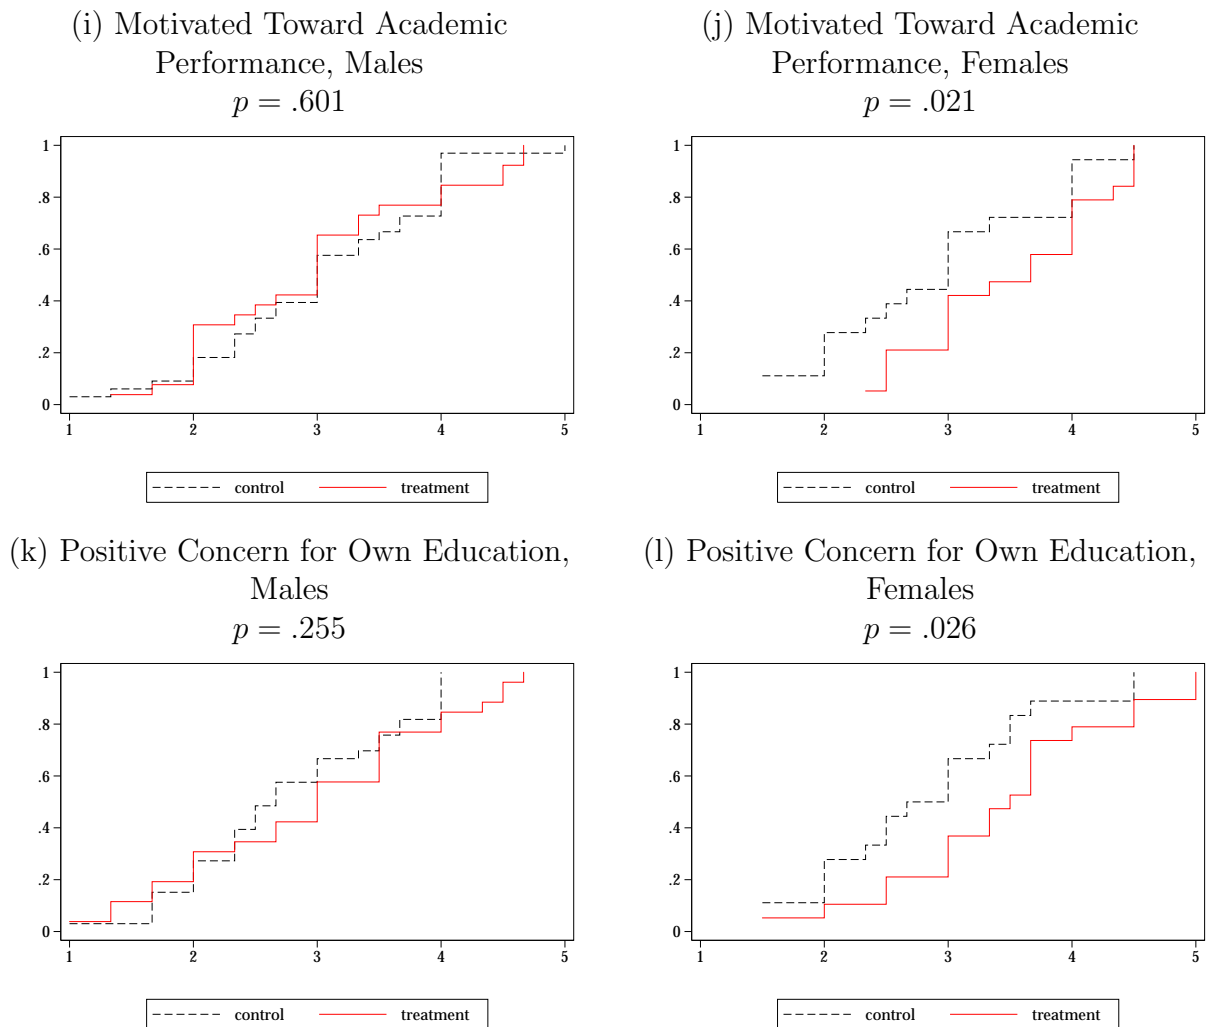 (i) Motivated Toward Academic
Performance, Males
p = .601
1
.8
.6
.4
.2
0
1 2 3 4 5
control treatment
(j) Motivated Toward Academic
Performance, Females
p = .021
1
.8
.6
.4
.2
0
1 2 3 4 5
control treatment
(k) Positive Concern for Own Education,
Males
p = .255
1
.8
.6
.4
.2
0
1 2 3 4 5
control treatment
(l) Positive Concern for Own Education,
Females
p = .026
1
.8
.6
.4
.2
0
1 2 3 4 5
control treatment